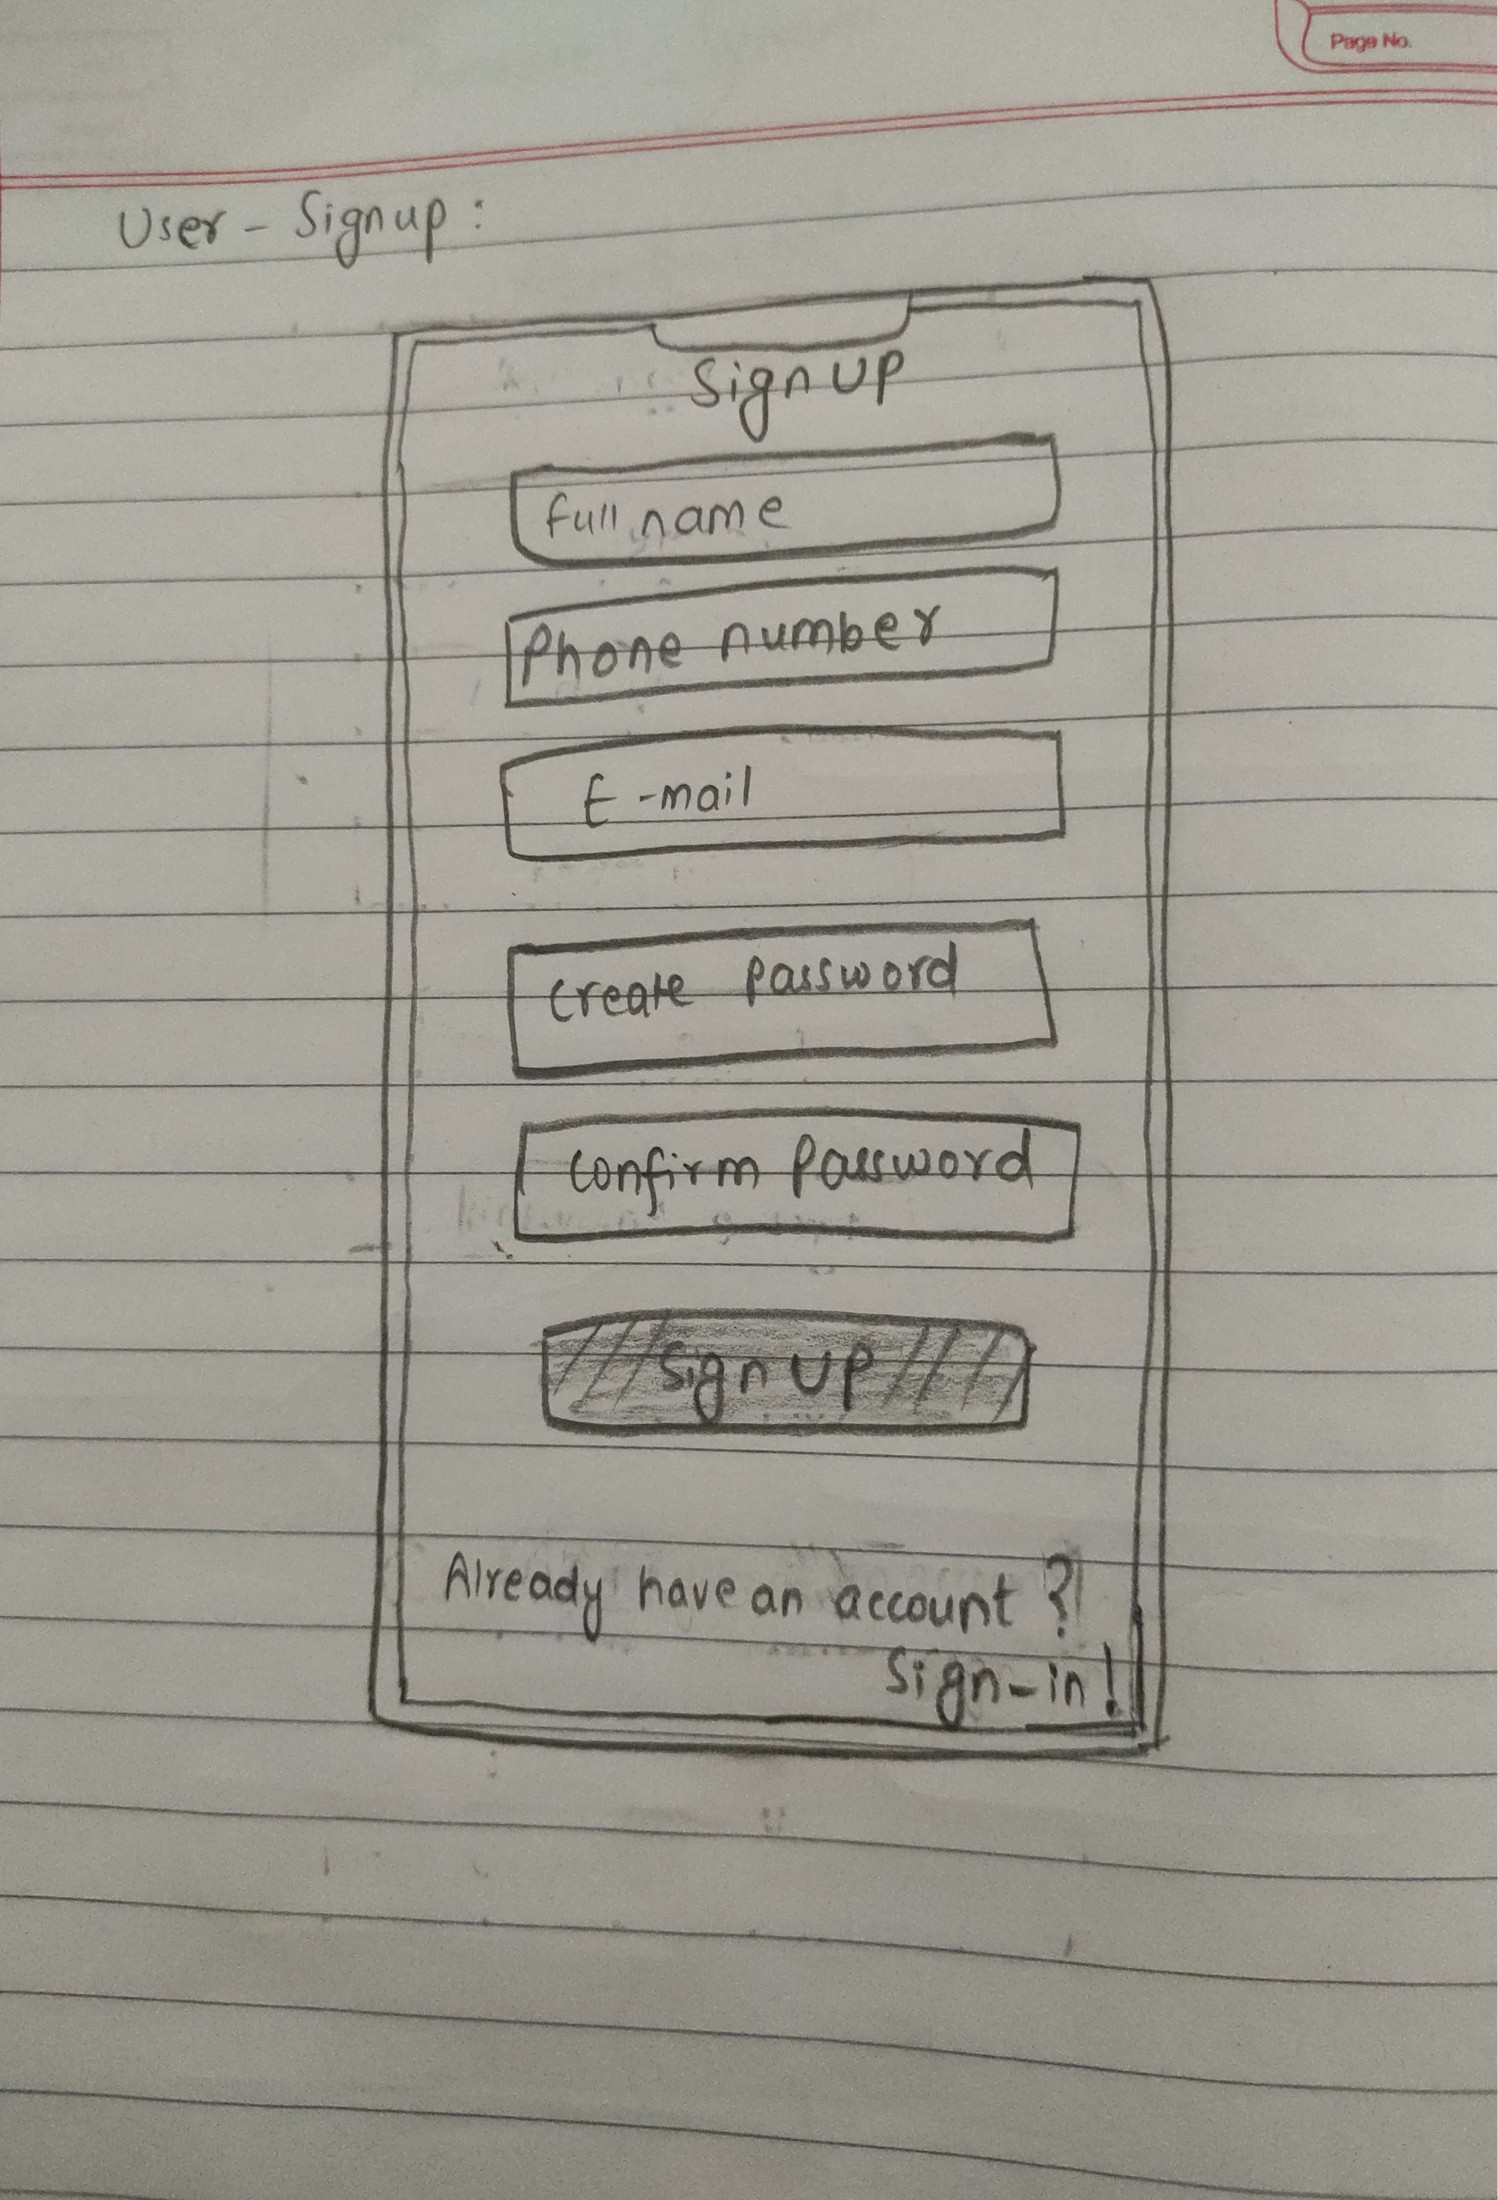 Page No.
User - Signup :
Sign UP
Full name
Phone number
E-mail
Create Password
Confirm Password
Sign UP
Already have an account ?
Sign-in!